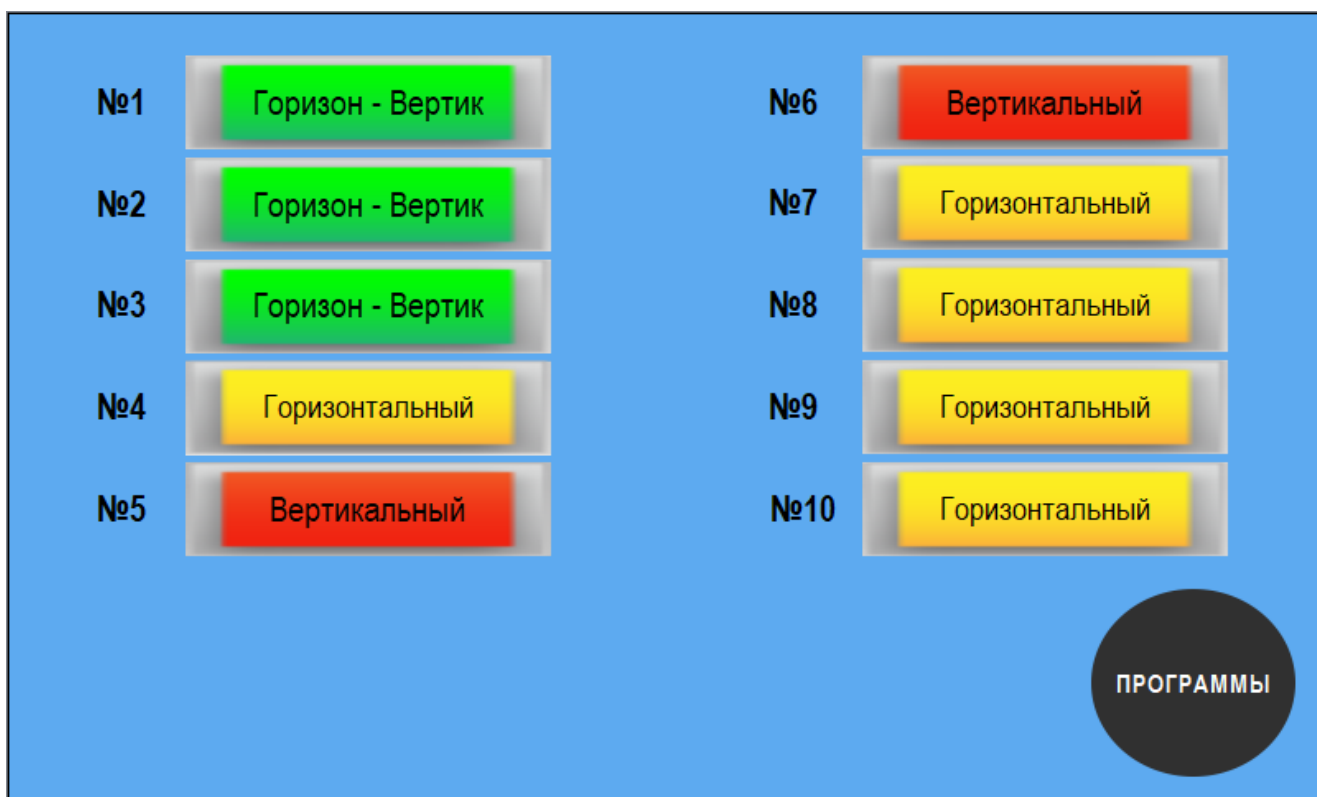 №1 Горизон - Вертик
№2 Горизон - Вертик
№3 Горизон - Вертик
№4 Горизонтальный
№5 Вертикальный
№6 Вертикальный
№7 Горизонтальный
№8 Горизонтальный
№9 Горизонтальный
№10 Горизонтальный
ПРОГРАММЫ